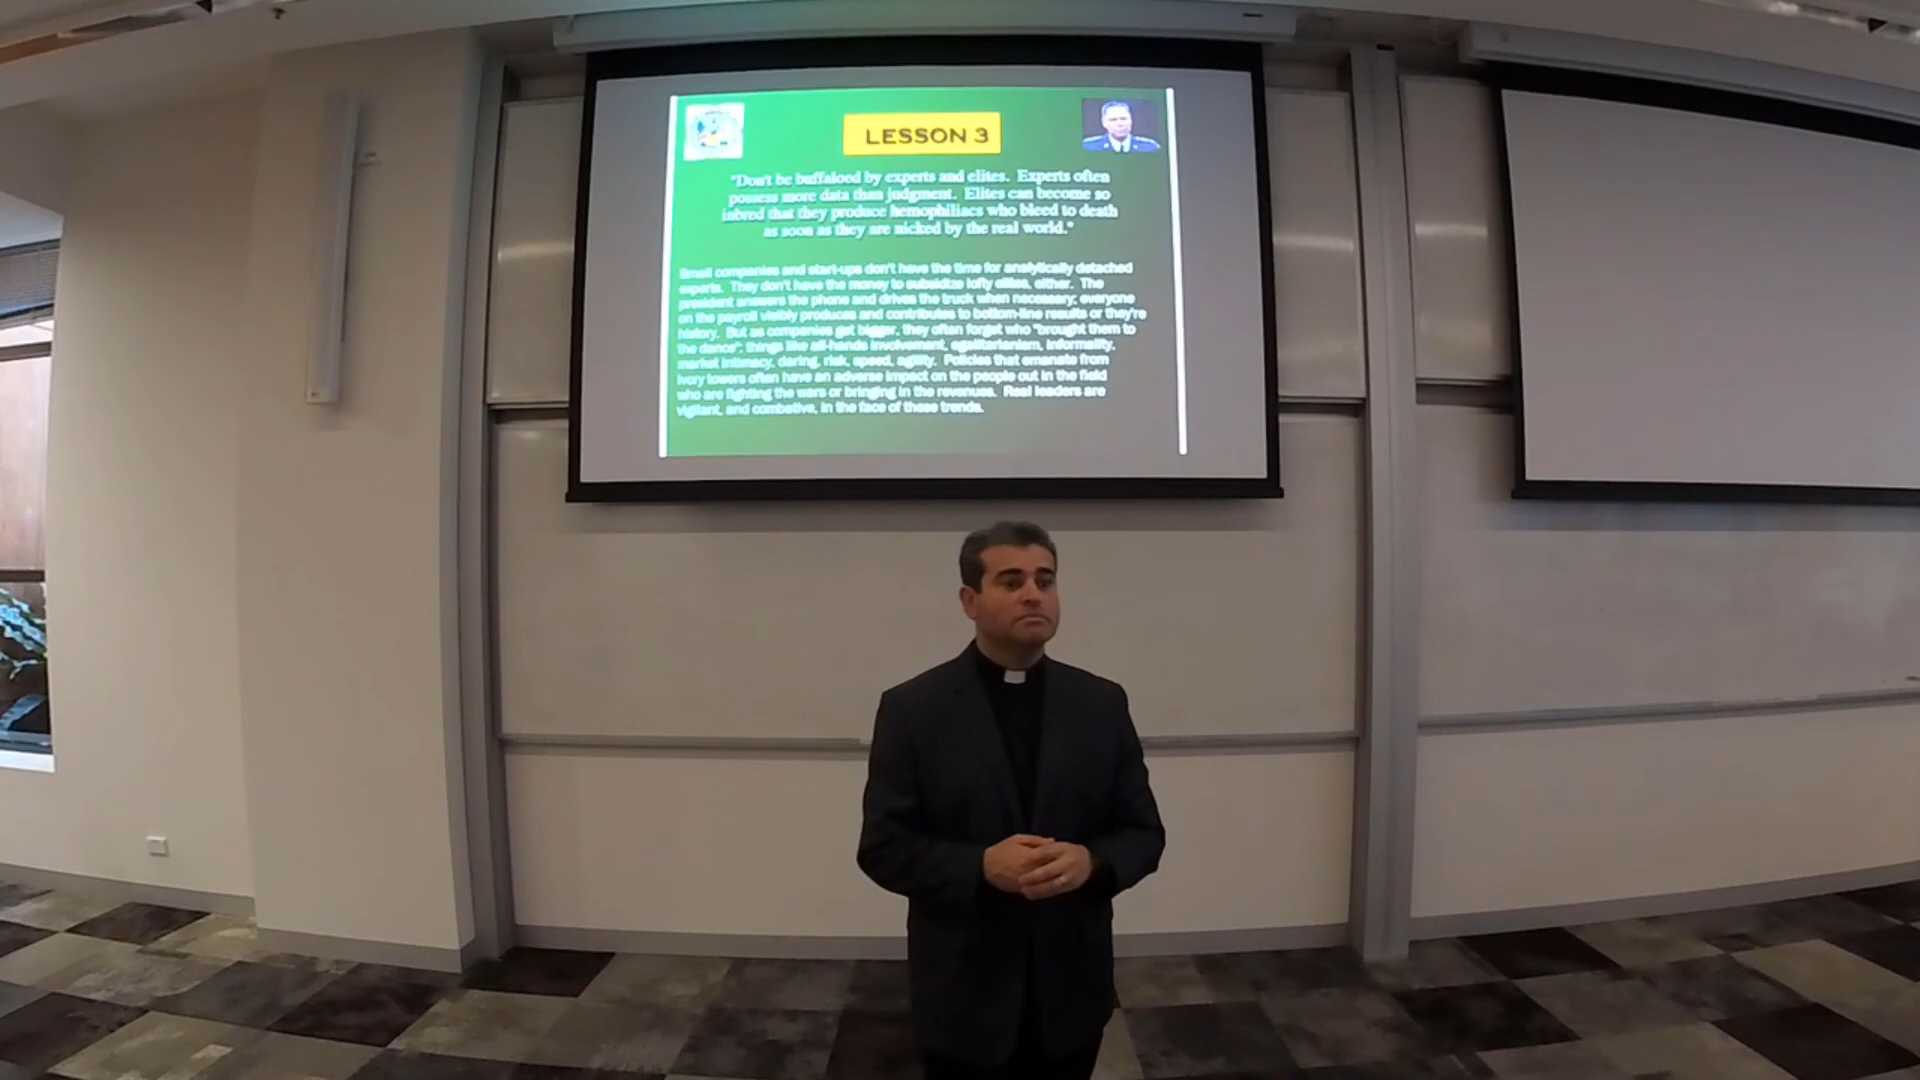 LESSON 3
"Don't be buffaloed by experts and elites. Experts often
possess more data than judgment. Elites can become so
inbred that they produce hemophiliacs who bleed to death
as soon as they are nicked by the real world."
Small companies and start-ups don't have the time for analytically detached
experts. They don't have the money to subsidize lofty elites, either. The
president answers the phone and drives the truck when necessary; everyone
on the payroll visibly produces and contributes to bottom-line results or they're
history. But as companies get bigger, they often forget who "brought them to
the dance": things like all-hands involvement, egalitarianism, informality,
market intimacy, daring, risk, speed, agility. Policies that emanate from
ivory towers often have an adverse impact on the people out in the field
who are fighting the wars or bringing in the revenues. Real leaders are
vigilant, and combative, in the face of these trends.